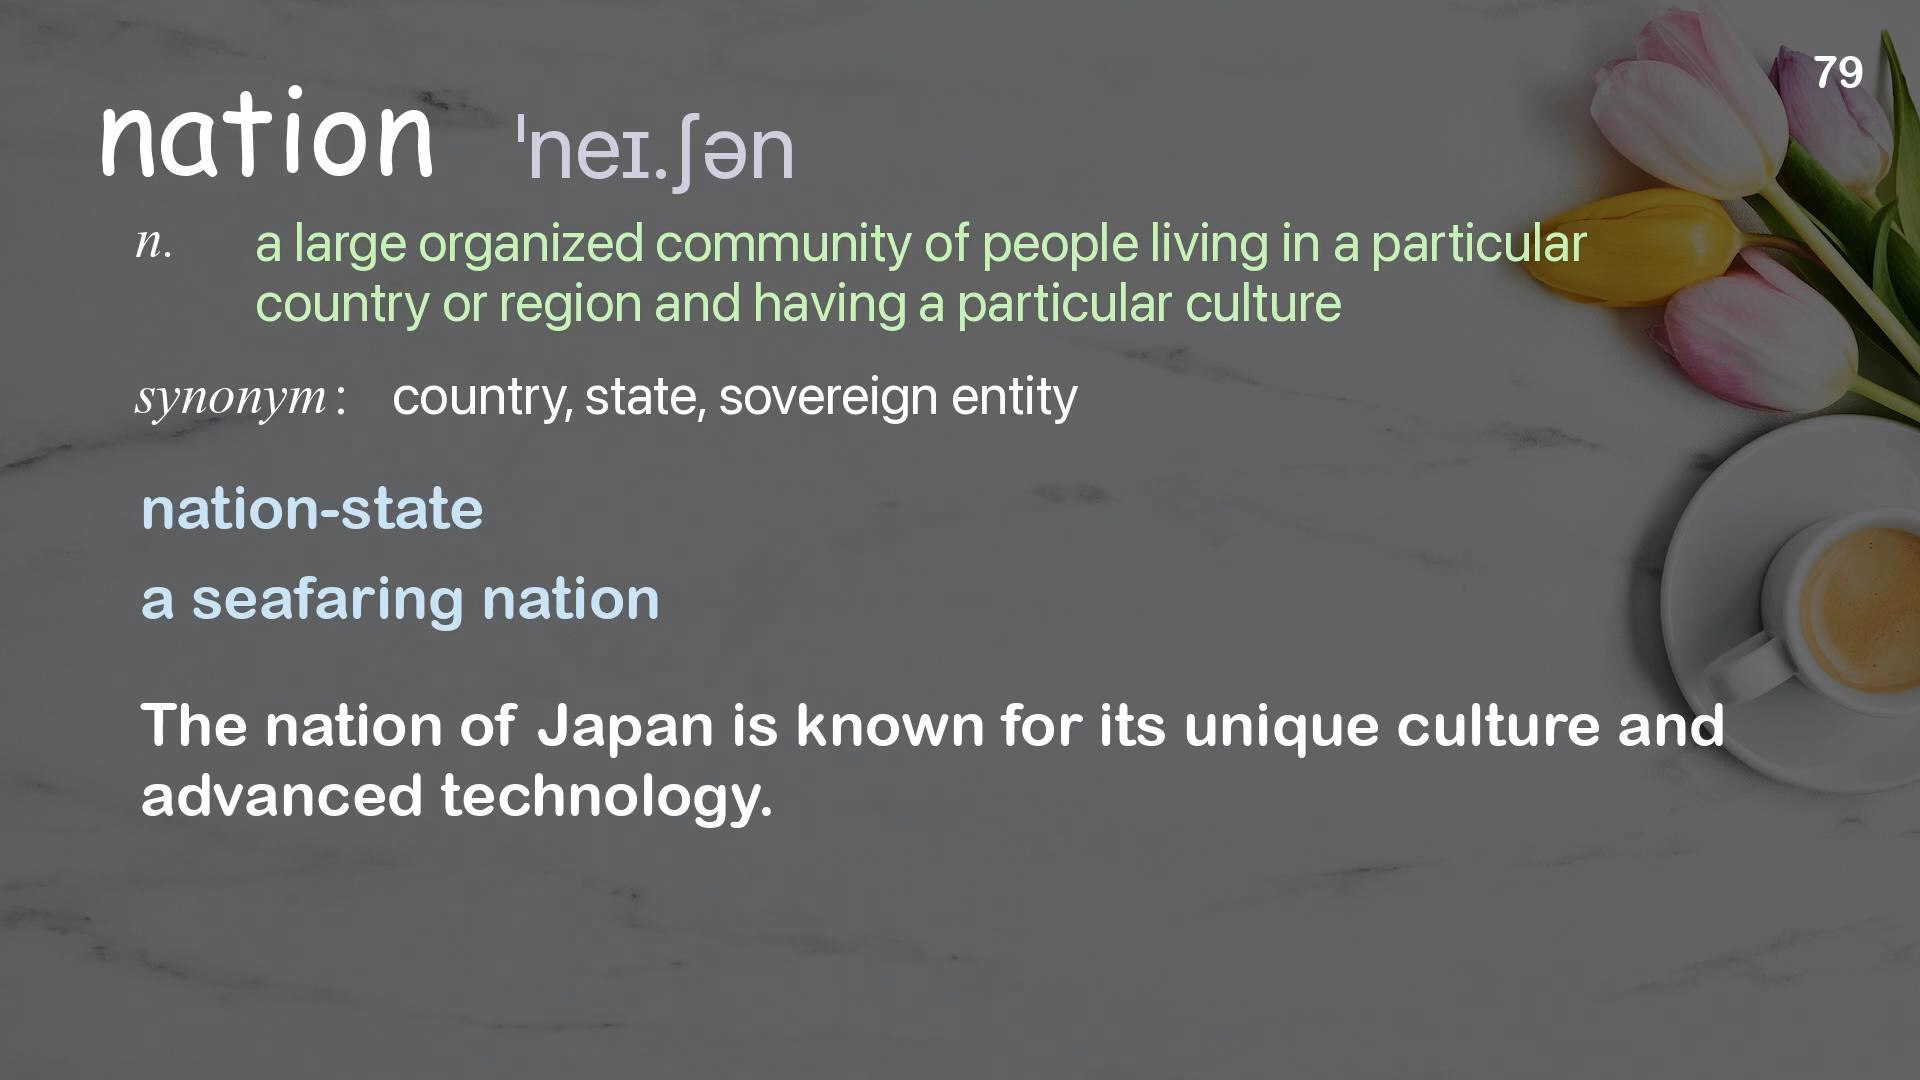 79
nation ˈneɪ.ʃən
n. a large organized community of people living in a particular
country or region and having a particular culture
synonym: country, state, sovereign entity
nation-state
a seafaring nation
The nation of Japan is known for its unique culture and
advanced technology.